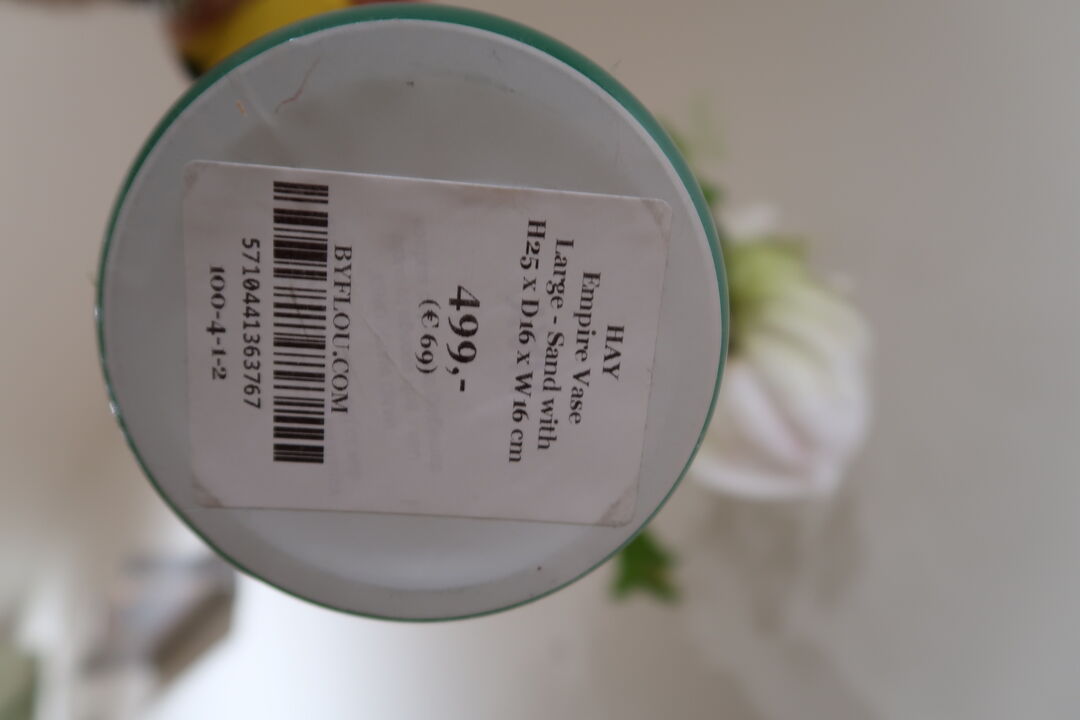 HAY
Empire Vase
Large - Sand with
H25 x D16 x W16 cm
499,-
(€ 69)
BYFLOU.COM
5710441363767
100-4-1-2